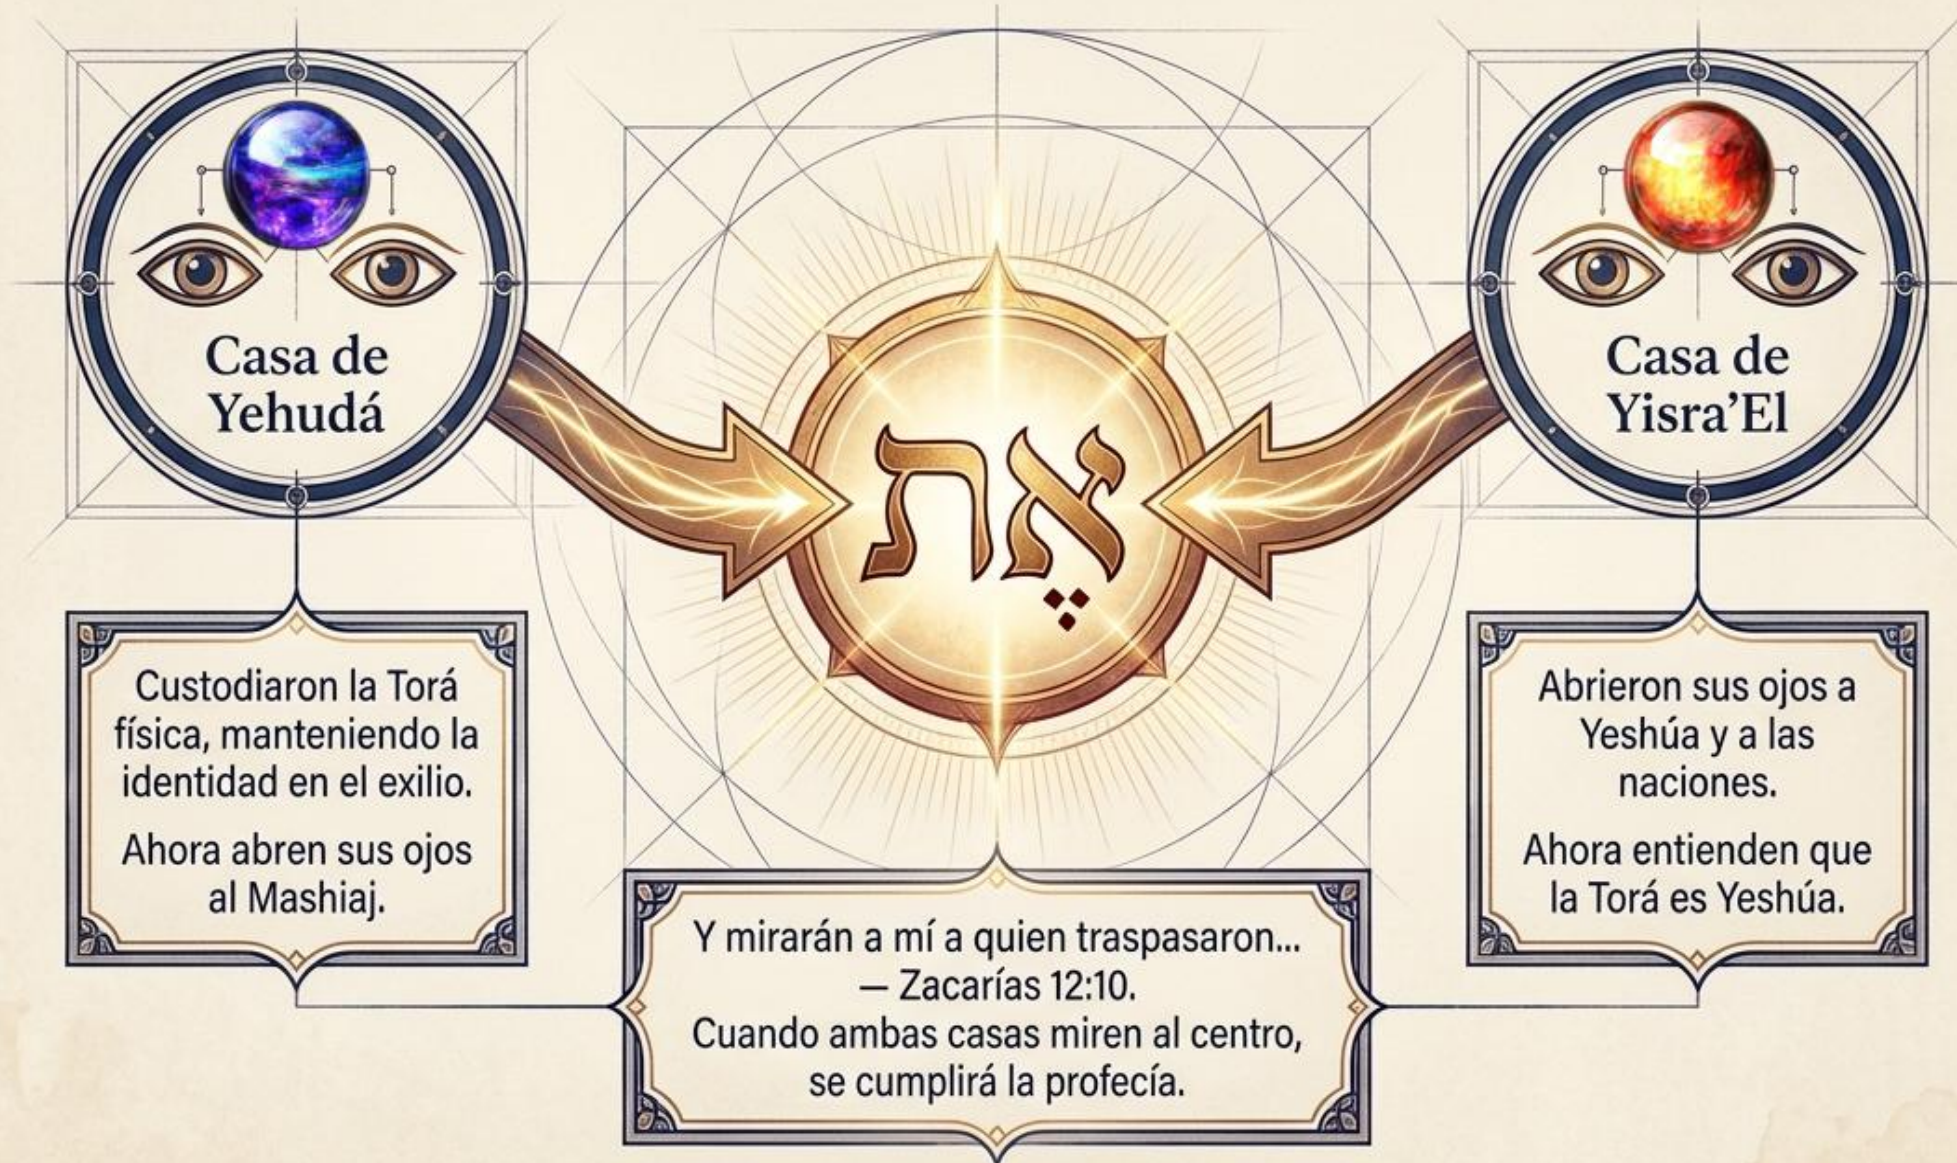 Casa de
Yehudá
Casa de
Yisra’El
אֶת
Custodiaron la Torá
física, manteniendo la
identidad en el exilio.
Ahora abren sus ojos
al Mashiaj.
Abrieron sus ojos a
Yeshúa y a las
naciones.
Ahora entienden que
la Torá es Yeshúa.
Y mirarán a mí a quien traspasaron...
— Zacarías 12:10.
Cuando ambas casas miren al centro,
se cumplirá la profecía.